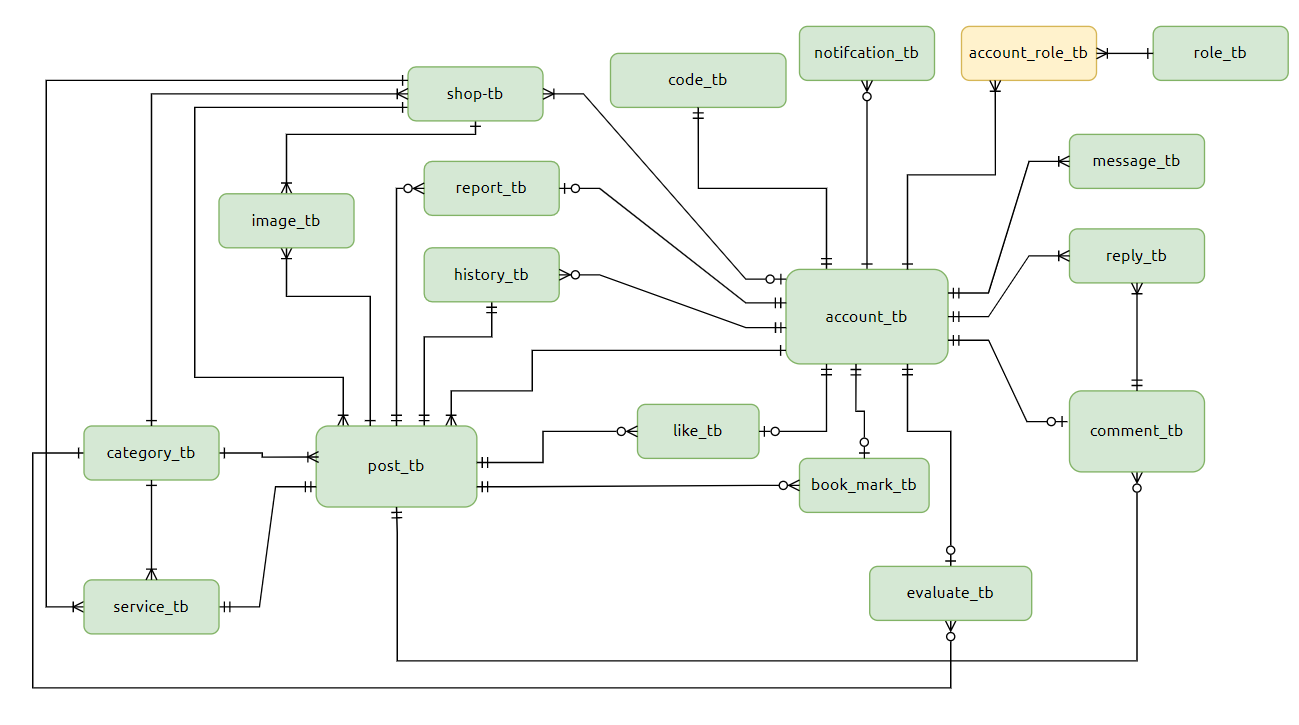 notifcation_tb
account_role_tb
role_tb
code_tb
shop-tb
message_tb
report_tb
image_tb
reply_tb
history_tb
account_tb
like_tb
comment_tb
category_tb
post_tb
book_mark_tb
evaluate_tb
service_tb